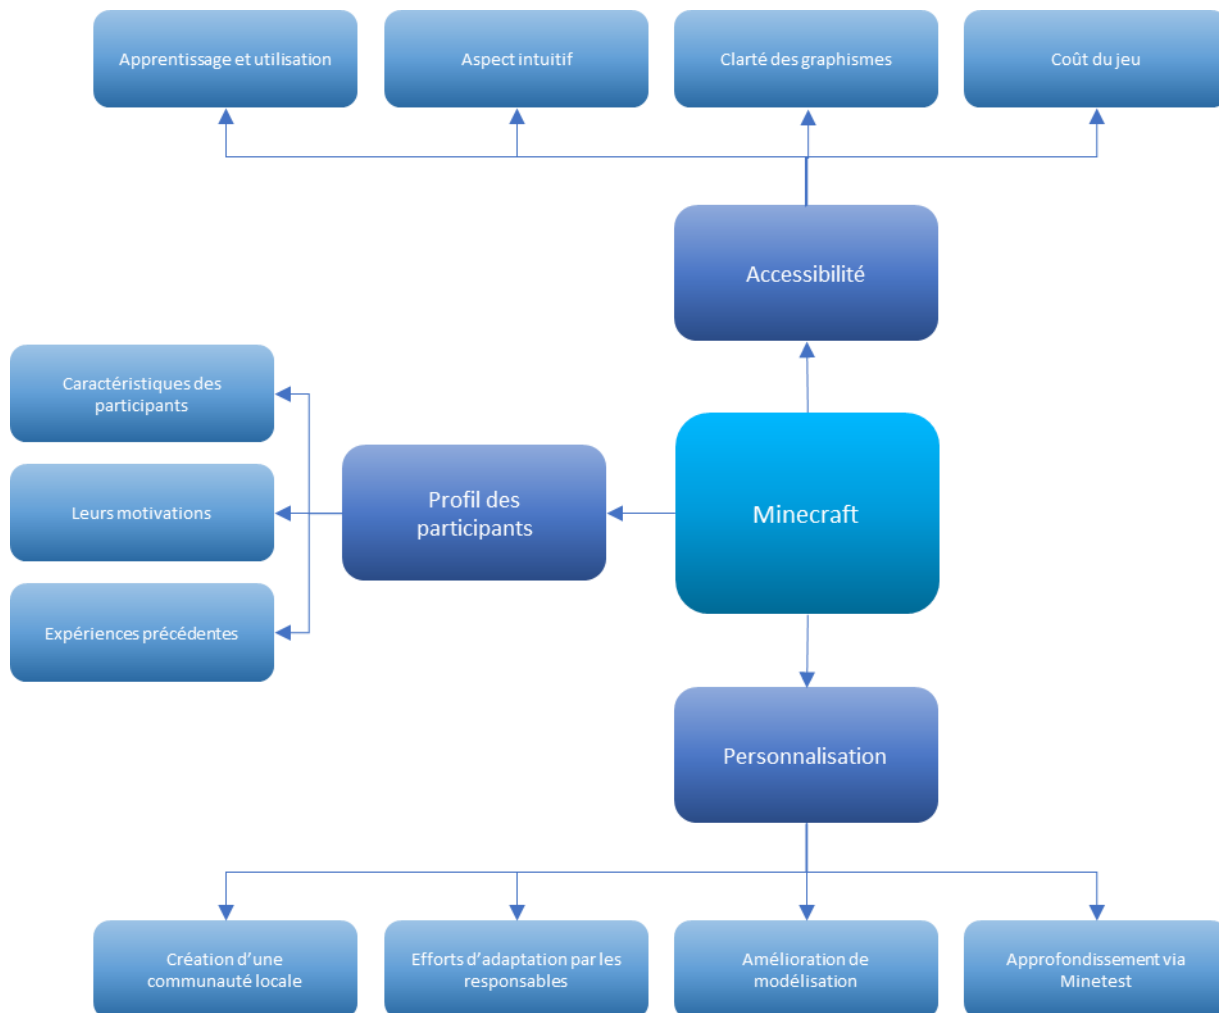 Apprentissage et utilisation
Aspect intuitif
Clarté des graphismes
Coût du jeu
Accessibilité
Caractéristiques des
participants
Leurs motivations
Expériences précédentes
Profil des
participants
Minecraft
Personnalisation
Création d’une
communauté locale
Efforts d’adaptation par les
responsables
Amélioration de
modélisation
Approfondissement via
Minetest